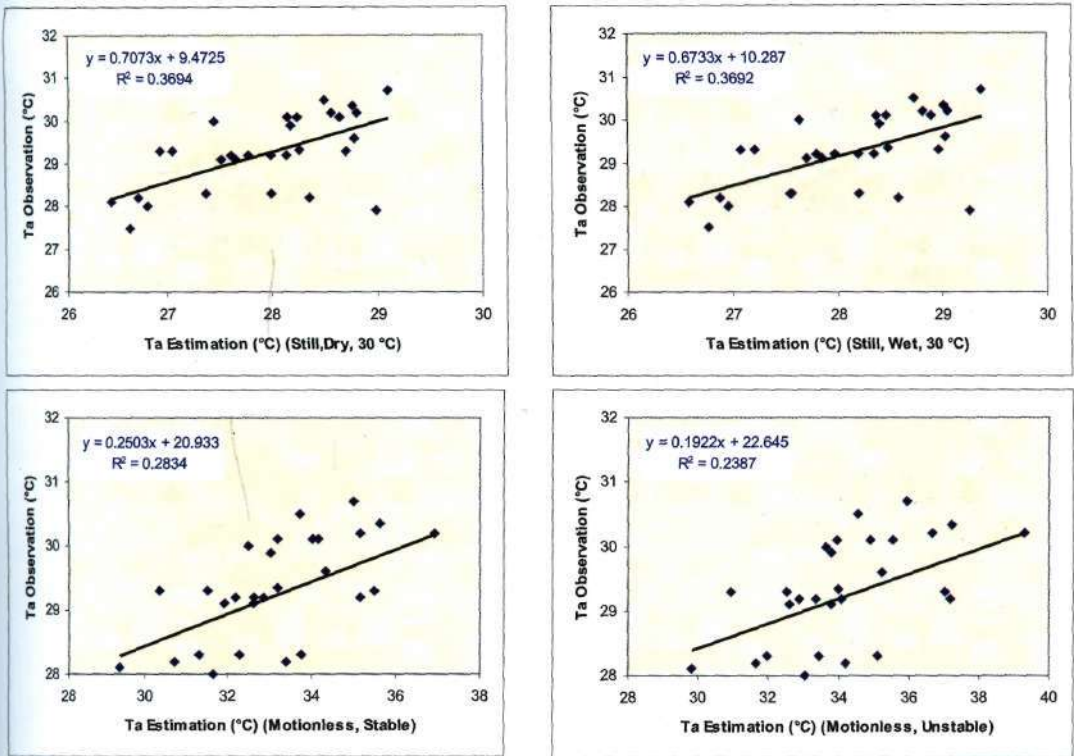 y = 0.7073x + 9.4725
R² = 0.3694
Ta Observation (°C)
32
31
30
29
28
27
26
26 27 28 29 30
Ta Estimation (°C) (Still,Dry, 30 °C)
y = 0.6733x + 10.287
R² = 0.3692
Ta Observation (°C)
32
31
30
29
28
27
26
26 27 28 29 30
Ta Estimation (°C) (Still, Wet, 30 °C)
y = 0.2503x + 20.933
R² = 0.2834
Ta Observation (°C)
32
31
30
29
28
28 30 32 34 36 38
Ta Estimation (°C) (Motionless, Stable)
y = 0.1922x + 22.645
R² = 0.2387
Ta Observation (°C)
32
31
30
29
28
28 30 32 34 36 38 40
Ta Estimation (°C) (Motionless, Unstable)